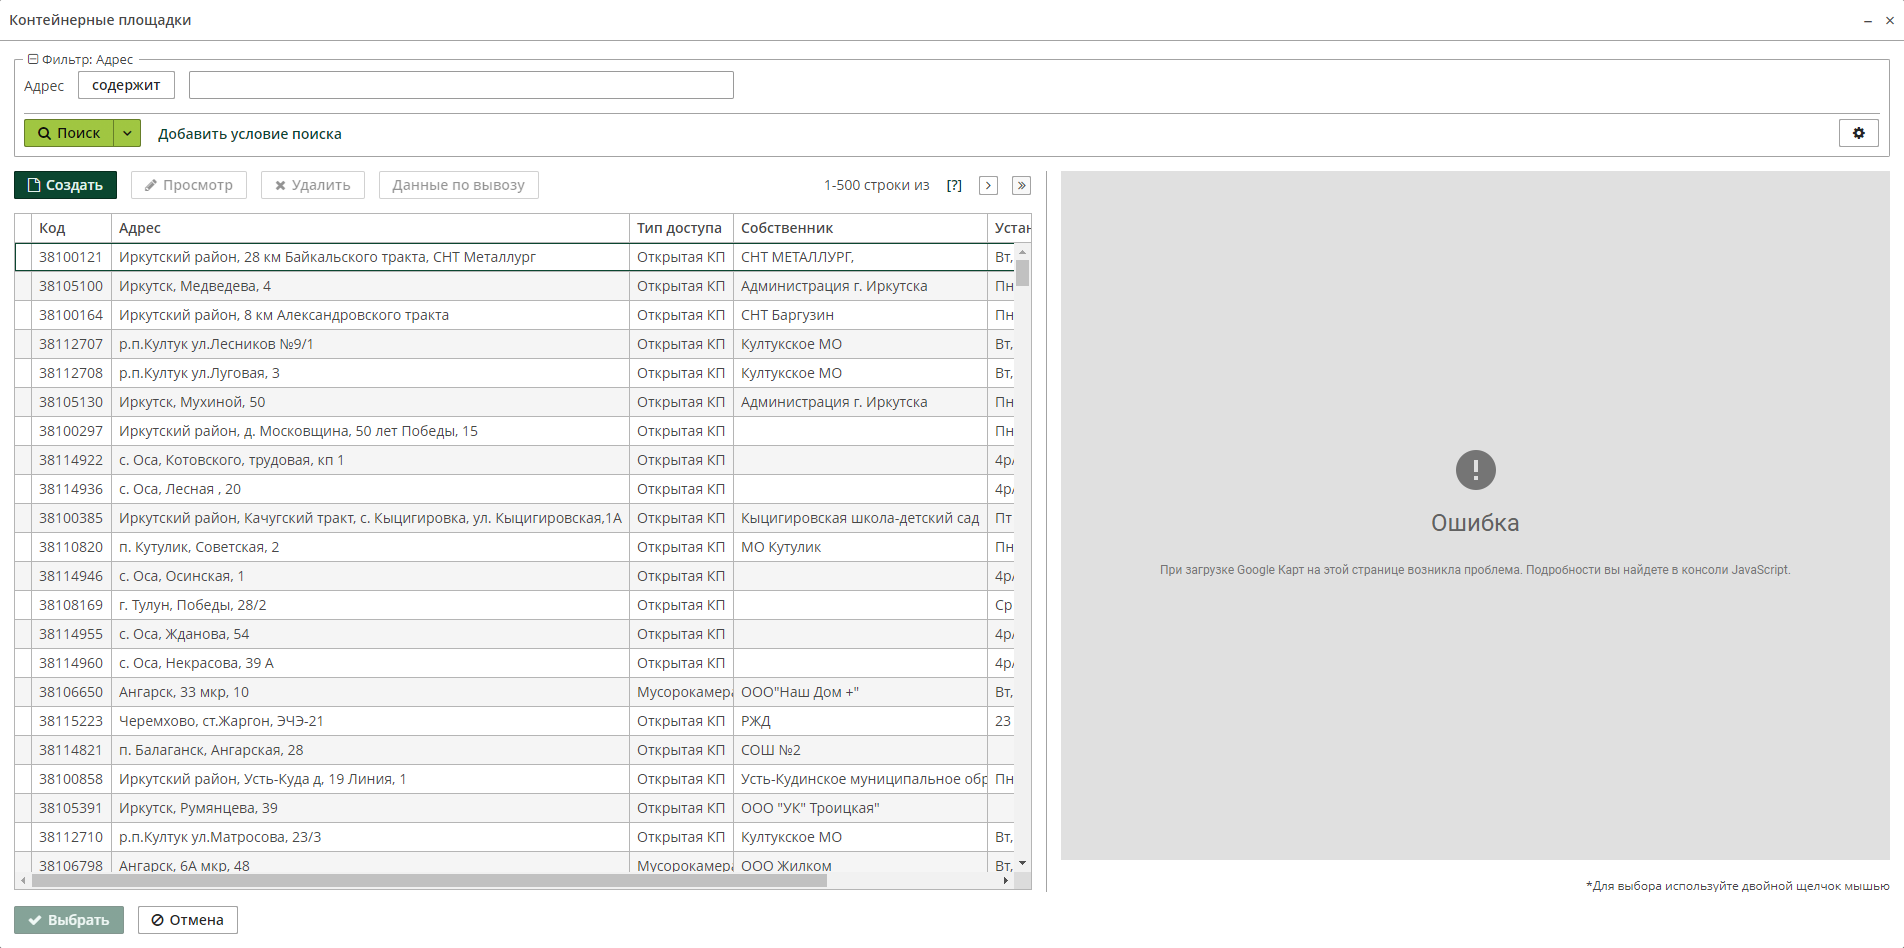 Контейнерные площадки
Фильтр: Адрес
Адрес содержит
Поиск Добавить условие поиска
Создать Просмотр Удалить Данные по вывозу 1-500 строки из [?]
Код Адрес Тип доступа Собственник Устан
38100121 Иркутский район, 28 км Байкальского тракта, СНТ Металлург Открытая КП СНТ МЕТАЛЛУРГ, Вт,
38105100 Иркутск, Медведева, 4 Открытая КП Администрация г. Иркутска Пн
38100164 Иркутский район, 8 км Александровского тракта Открытая КП СНТ Баргузин Пн
38112707 р.п.Култук ул.Лесников №9/1 Открытая КП Култукское МО Вт,
38112708 р.п.Култук ул.Луговая, 3 Открытая КП Култукское МО Вт,
38105130 Иркутск, Мухиной, 50 Открытая КП Администрация г. Иркутска Пн
38100297 Иркутский район, д. Московщина, 50 лет Победы, 15 Открытая КП Пн
38114922 с. Оса, Котовского, трудовая, кп 1 Открытая КП 4р/
38114936 с. Оса, Лесная , 20 Открытая КП 4р/
38100385 Иркутский район, Качугский тракт, с. Кыцигировка, ул. Кыцигировская,1А Открытая КП Кыцигировская школа-детский сад Пт
38110820 п. Кутулик, Советская, 2 Открытая КП МО Кутулик Пн
38114946 с. Оса, Осинская, 1 Открытая КП 4р/
38108169 г. Тулун, Победы, 28/2 Открытая КП Ср
38114955 с. Оса, Жданова, 54 Открытая КП 4р/
38114960 с. Оса, Некрасова, 39 А Открытая КП 4р/
38106650 Ангарск, 33 мкр, 10 Мусорокамера ООО"Наш Дом +" Вт,
38115223 Черемхово, ст.Жаргон, ЭЧЭ-21 Открытая КП РЖД 23
38114821 п. Балаганск, Ангарская, 28 Открытая КП СОШ №2
38100858 Иркутский район, Усть-Куда д, 19 Линия, 1 Открытая КП Усть-Кудинское муниципальное обр Пн
38105391 Иркутск, Румянцева, 39 Открытая КП ООО "УК" Троицкая"
38112710 р.п.Култук ул.Матросова, 23/3 Открытая КП Култукское МО Вт,
38106798 Ангарск, 6А мкр, 48 Мусорокамера ООО Жилком Вт,
Ошибка
При загрузке Google Карт на этой странице возникла проблема. Подробности вы найдете в консоли JavaScript.
*Для выбора используйте двойной щелчок мышью
Выбрать Отмена